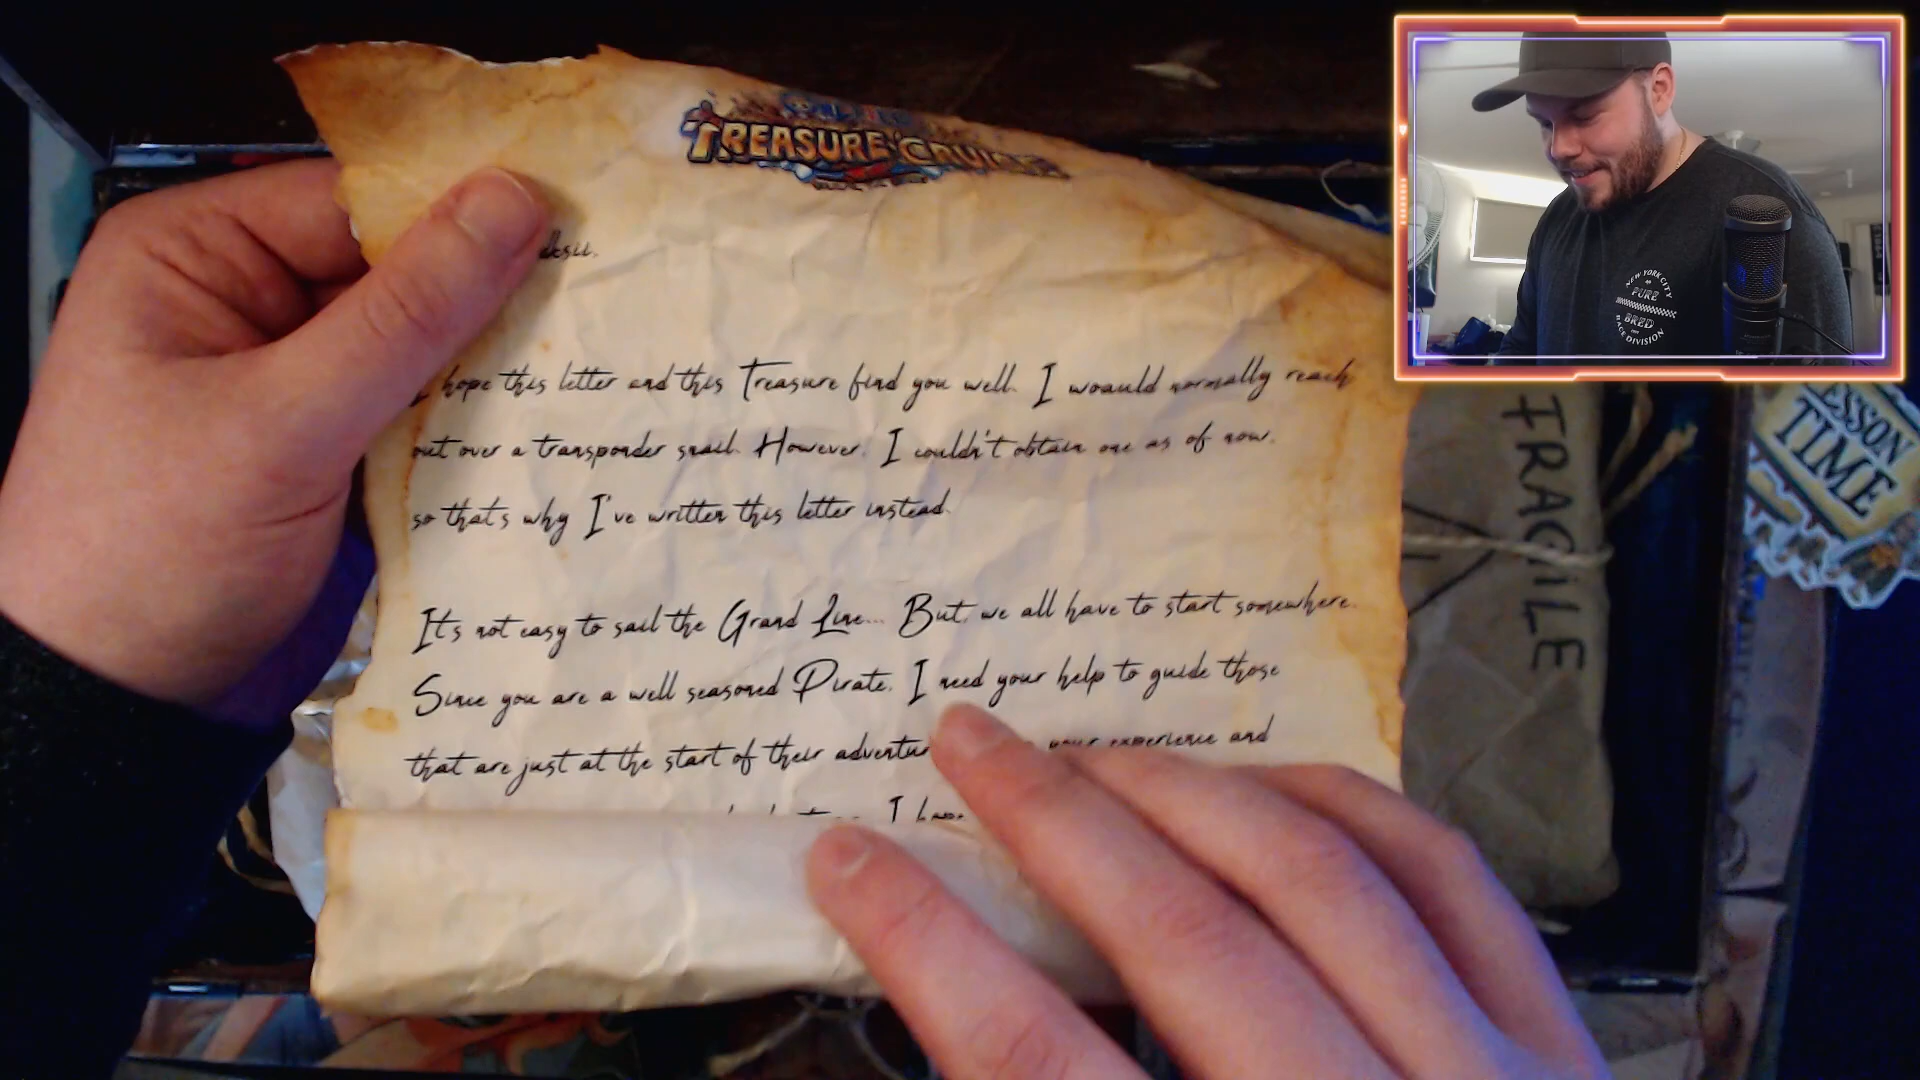 TREASURE CRUISE
I hope this letter and this Treasure find you well. I woauld normally reach
out over a transponder snail. However, I couldn't obtain one as of now,
so that's why I've written this letter instead.
It's not easy to sail the Grand Line... But, we all have to start somewhere.
Since you are a well seasoned Pirate, I need your help to guide those
that are just at the start of their your experience and
I have
FRAGiLE
LESSON
TIME
NEW YORK CITY
PURE
BRED
RACE DIVISION